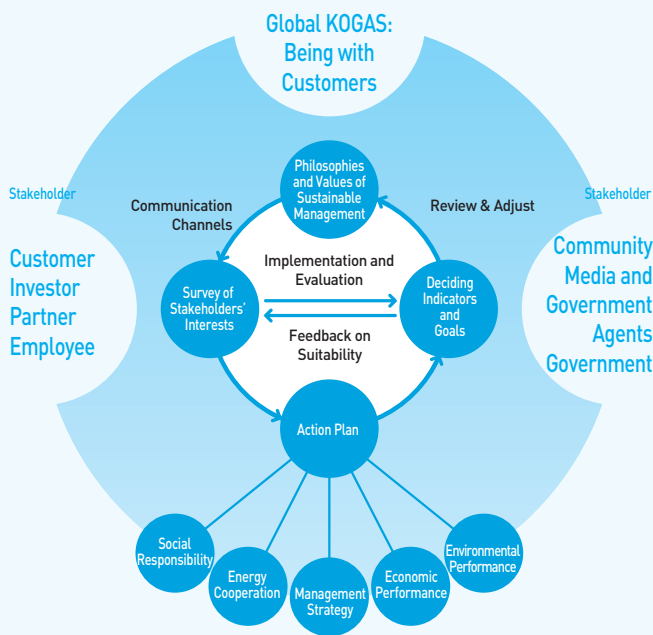 Global KOGAS:
Being with
Customers
Philosophies
and Values of
Sustainable
Management
Stakeholder
Stakeholder
Communication
Channels
Review & Adjust
Customer
Investor
Partner
Employee
Community
Media and
Government
Agents
Government
Implementation and
Evaluation
Survey of
Stakeholders'
Interests
Deciding
Indicators
and
Goals
Feedback on
Suitability
Action Plan
Social
Responsibility
Energy
Cooperation
Management
Strategy
Economic
Performance
Environmental
Performance